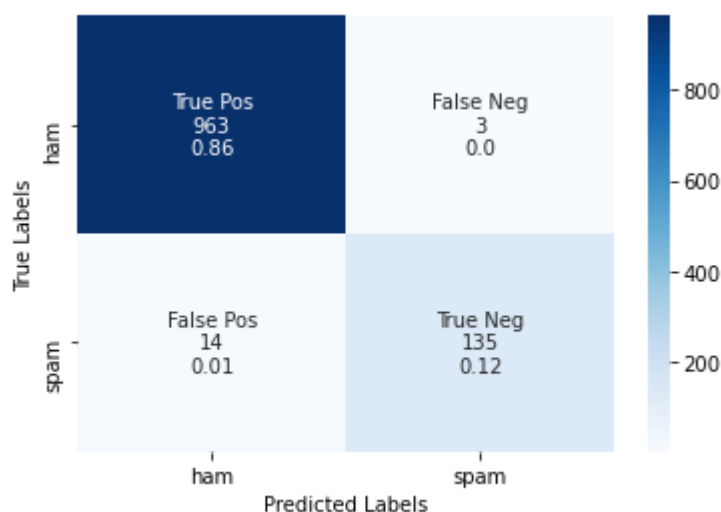 True Pos
963
0.86
False Neg
3
0.0
ham
False Pos
14
0.01
True Neg
135
0.12
spam
True Labels
ham
spam
Predicted Labels
800
600
400
200